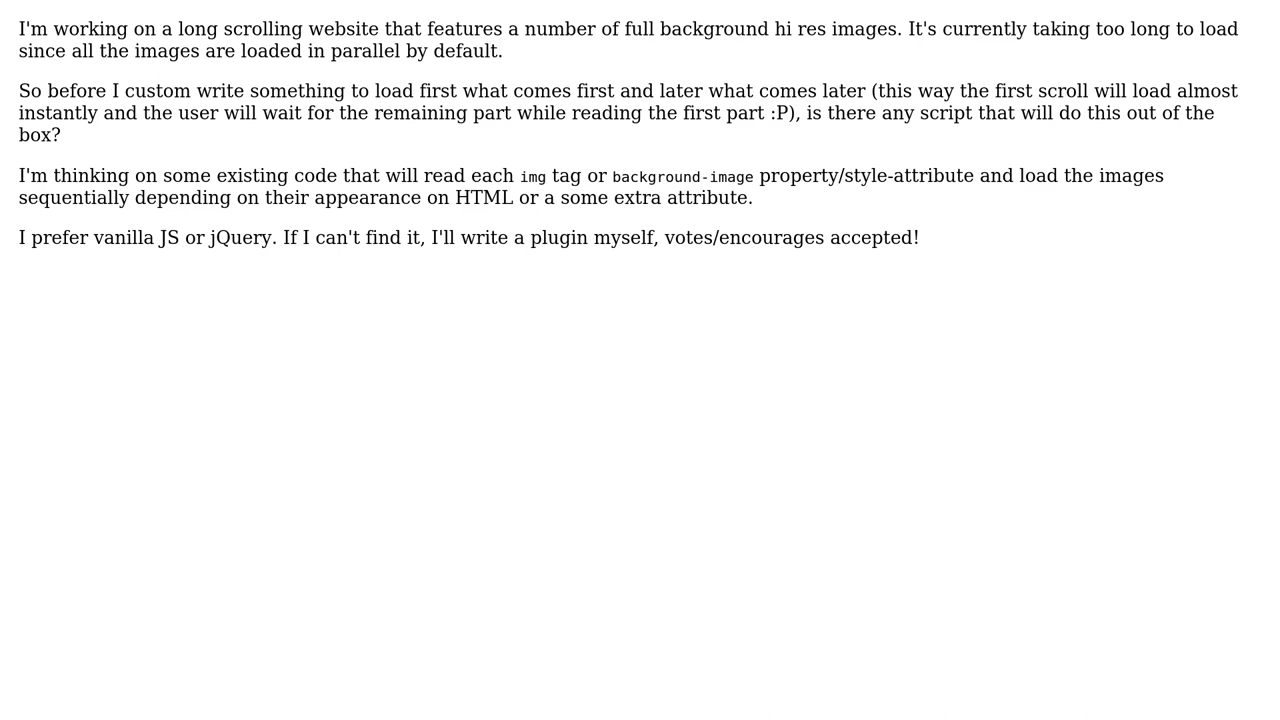 I'm working on a long scrolling website that features a number of full background hi res images. It's currently taking too long to load
since all the images are loaded in parallel by default.
So before I custom write something to load first what comes first and later what comes later (this way the first scroll will load almost
instantly and the user will wait for the remaining part while reading the first part :P), is there any script that will do this out of the
box?
I'm thinking on some existing code that will read each img tag or background-image property/style-attribute and load the images
sequentially depending on their appearance on HTML or a some extra attribute.
I prefer vanilla JS or jQuery. If I can't find it, I'll write a plugin myself, votes/encourages accepted!